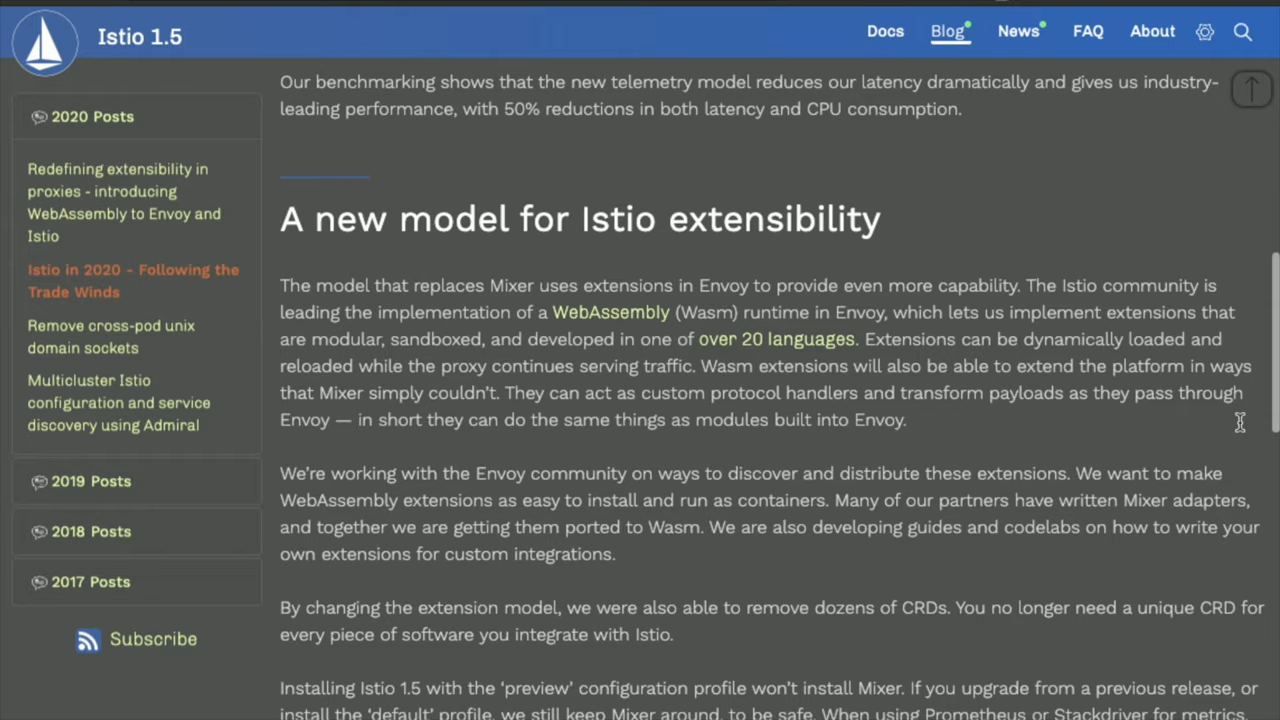 Istio 1.5
Docs
Blog
News
FAQ
About
2020 Posts
Redefining extensibility in
proxies - introducing
WebAssembly to Envoy and
Istio
Istio in 2020 - Following the
Trade Winds
Remove cross-pod unix
domain sockets
Multicluster Istio
configuration and service
discovery using Admiral
2019 Posts
2018 Posts
2017 Posts
Subscribe
Our benchmarking shows that the new telemetry model reduces our latency dramatically and gives us industry-
leading performance, with 50% reductions in both latency and CPU consumption.
A new model for Istio extensibility
The model that replaces Mixer uses extensions in Envoy to provide even more capability. The Istio community is
leading the implementation of a WebAssembly (Wasm) runtime in Envoy, which lets us implement extensions that
are modular, sandboxed, and developed in one of over 20 languages. Extensions can be dynamically loaded and
reloaded while the proxy continues serving traffic. Wasm extensions will also be able to extend the platform in ways
that Mixer simply couldn't. They can act as custom protocol handlers and transform payloads as they pass through
Envoy — in short they can do the same things as modules built into Envoy.
We're working with the Envoy community on ways to discover and distribute these extensions. We want to make
WebAssembly extensions as easy to install and run as containers. Many of our partners have written Mixer adapters,
and together we are getting them ported to Wasm. We are also developing guides and codelabs on how to write your
own extensions for custom integrations.
By changing the extension model, we were also able to remove dozens of CRDs. You no longer need a unique CRD for
every piece of software you integrate with Istio.
Installing Istio 1.5 with the 'preview' configuration profile won't install Mixer. If you upgrade from a previous release, or
install the 'default' profile, we still keep Mixer around, to be safe. When using Prometheus or Stackdriver for metrics,